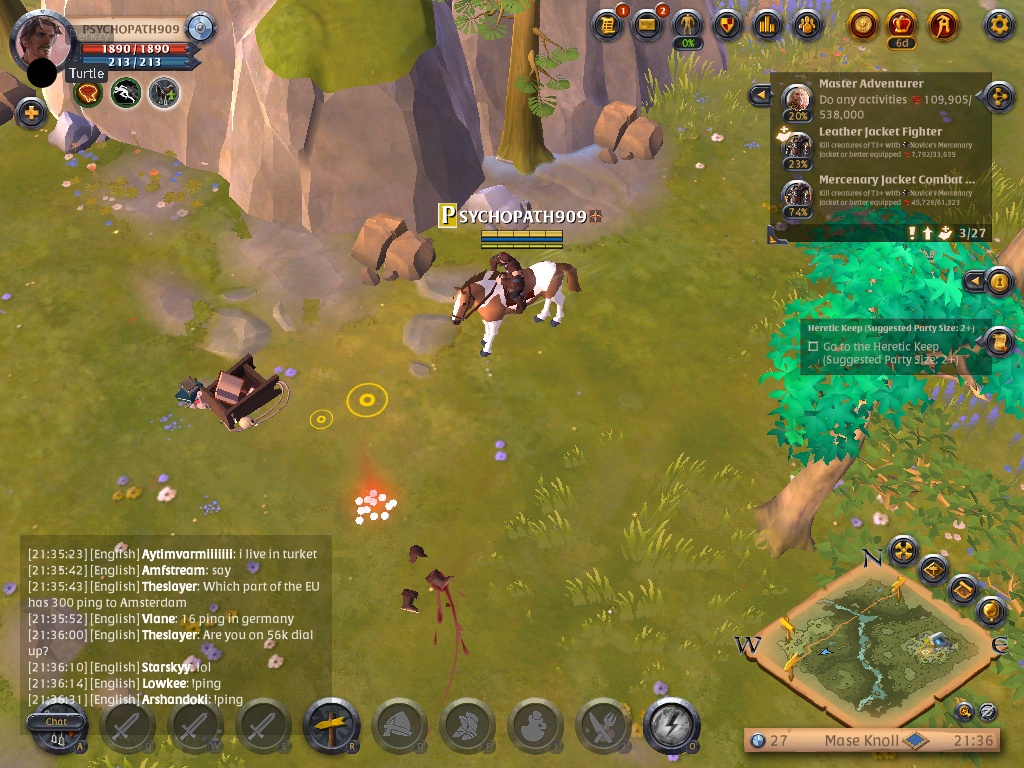 PSYCHOPATH909
1890 / 1890
213 / 213
Turtle
1
2
0%
6d
Master Adventurer
Do any activities 109,905/
538,000
20%
Leather Jacket Fighter
Kill creatures of T3+ with Novice's Mercenary
Jacket or better equipped 7,792/33,639
23%
Mercenary Jacket Combat ...
Kill creatures of T3+ with Novice's Mercenary
Jacket or better equipped 45,726/61,323
74%
3/27
PSYCHOPATH909
Heretic Keep (Suggested Party Size: 2+)
Go to the Heretic Keep
(Suggested Party Size: 2+)
[21:35:23] [English] Aytimvarmiiiiiii: i live in turket
[21:35:42] [English] Amfstream: say
[21:35:43] [English] Theslayer: Which part of the EU
has 300 ping to Amsterdam
[21:35:52] [English] Vlane: 16 ping in germany
[21:36:00] [English] Theslayer: Are you on 56k dial
up?
[21:36:10] [English] Starskyy: lol
[21:36:14] [English] Lowkee: !ping
[21:36:31] [English] Arshandoki: !ping
Chat
A
Q
W
E
R
D
F
O
N
W
E
27
Mase Knoll
21:36